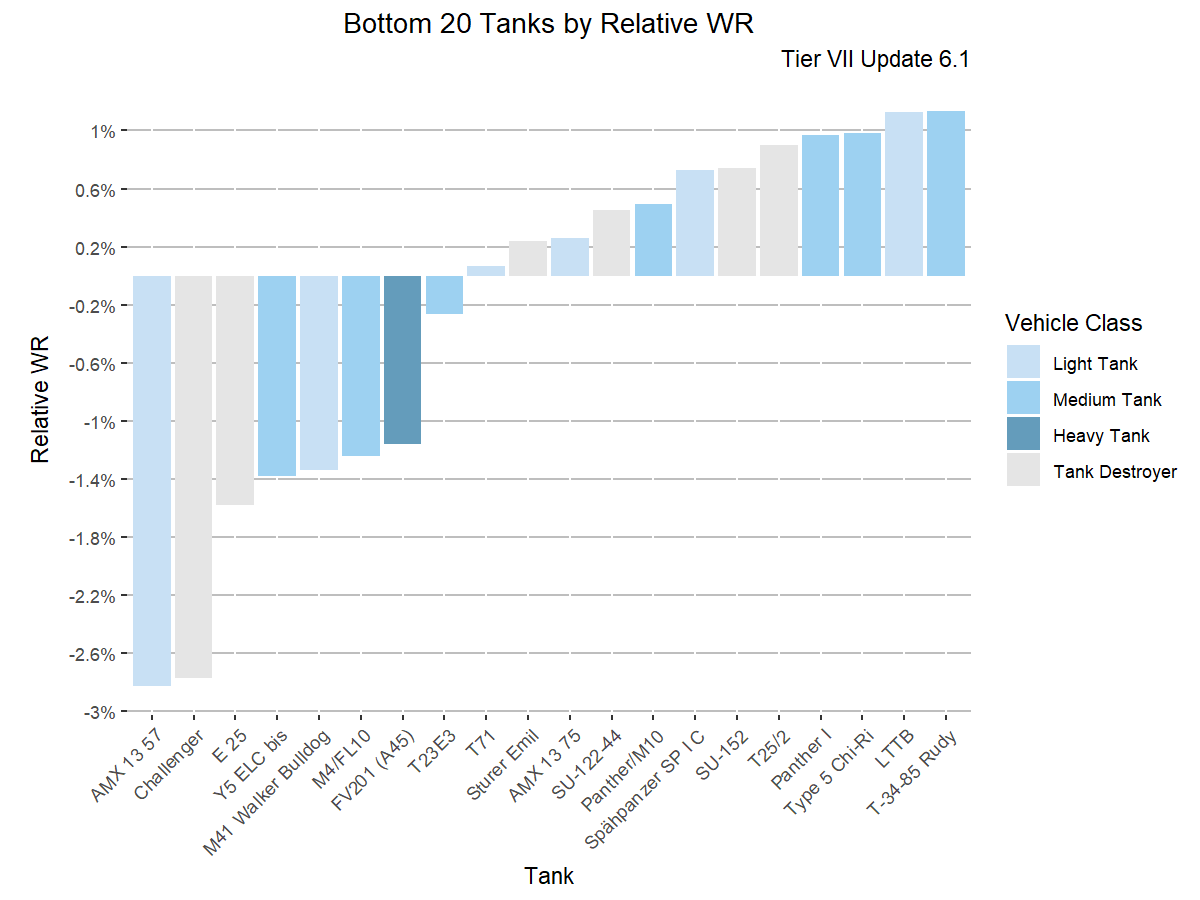 Bottom 20 Tanks by Relative WR
Tier VII Update 6.1
1%
0.6%
0.2%
-0.2%
-0.6%
-1%
-1.4%
-1.8%
-2.2%
-2.6%
-3%
Relative WR
AMX 13 57
Challenger
E 25
Y5 ELC bis
M41 Walker Bulldog
M4/FL10
FV201 (A45)
T23E3
T71
Sturer Emil
AMX 13 75
SU-122-44
Panther/M10
Spähpanzer SP I C
SU-152
T25/2
Panther I
Type 5 Chi-Ri
LTTB
T-34-85 Rudy
Tank
Vehicle Class
Light Tank
Medium Tank
Heavy Tank
Tank Destroyer